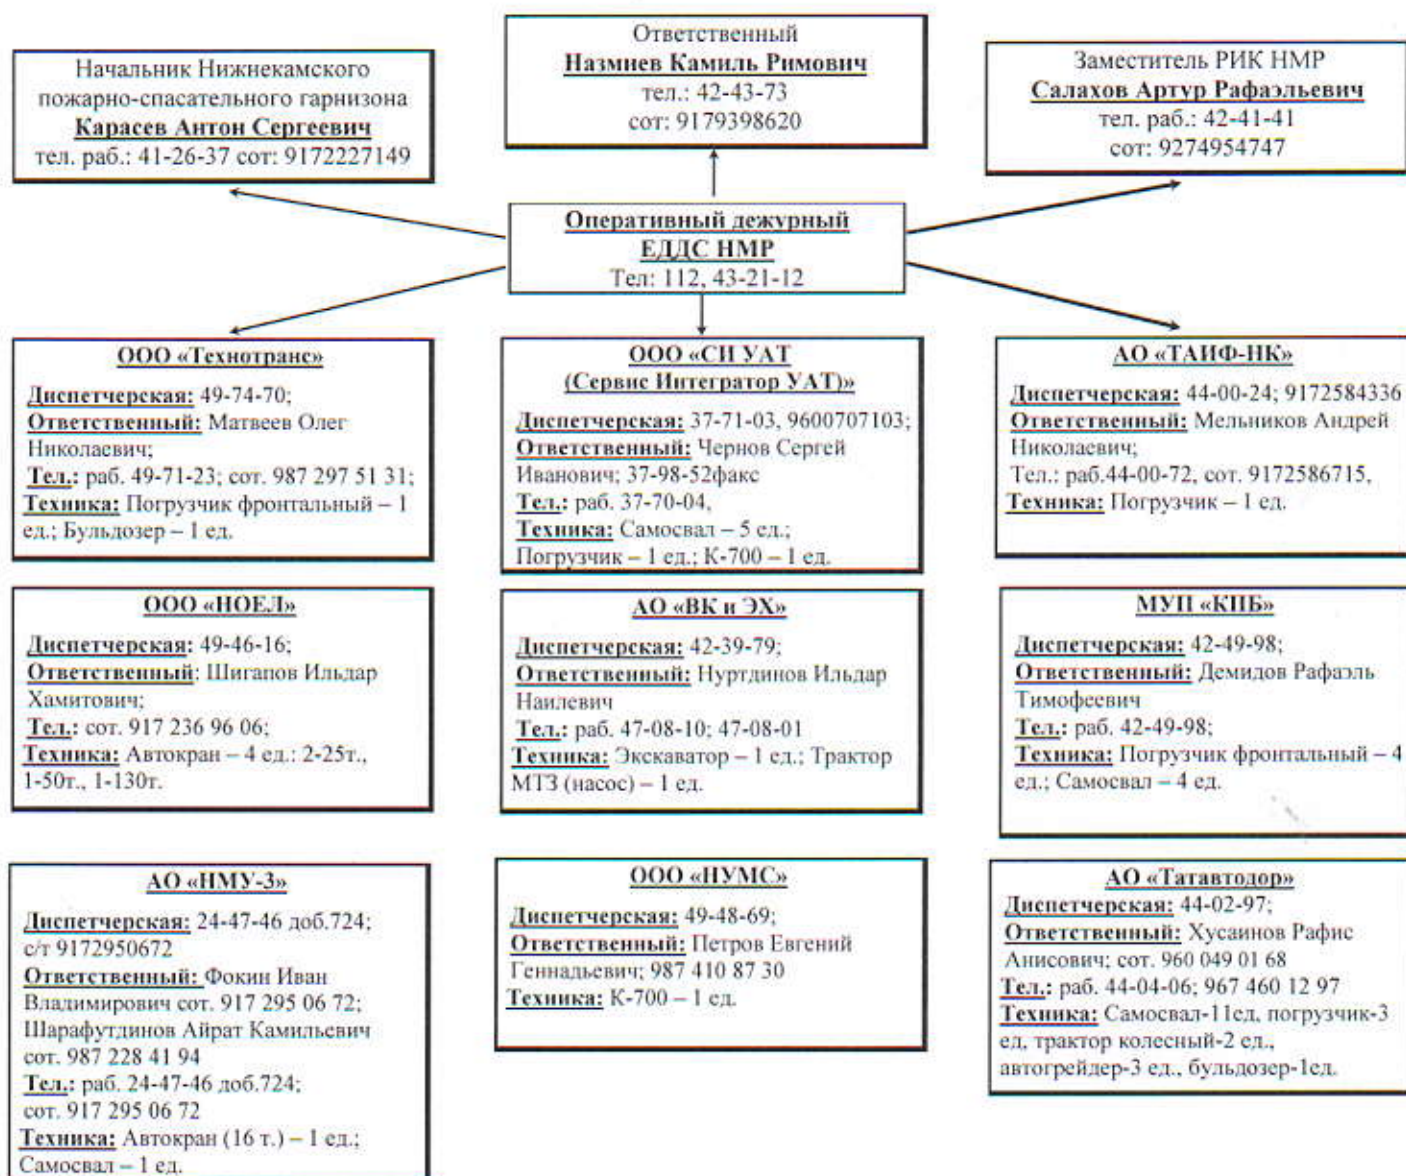 Ответственный
Назмиев Камиль Римович
тел.: 42-43-73
сот: 9179398620
Начальник Нижнекамского
пожарно-спасательного гарнизона
Карасев Антон Сергеевич
тел. раб.: 41-26-37 сот: 9172227149
Заместитель РИК НМР
Салахов Артур Рафаэльевич
тел. раб.: 42-41-41
сот: 9274954747
Оперативный дежурный
ЕДДС НМР
Тел: 112, 43-21-12
ООО «Технотранс»
Диспетчерская: 49-74-70;
Ответственный: Матвеев Олег
Николаевич;
Тел.: раб. 49-71-23; сот. 987 297 51 31;
Техника: Погрузчик фронтальный – 1
ед.; Бульдозер – 1 ед.
ООО «СИ УАТ
(Сервис Интегратор УАТ)»
Диспетчерская: 37-71-03, 9600707103;
Ответственный: Чернов Сергей
Иванович; 37-98-52факс
Тел.: раб. 37-70-04,
Техника: Самосвал – 5 ед.;
Погрузчик – 1 ед.; К-700 – 1 ед.
АО «ТАИФ-НК»
Диспетчерская: 44-00-24; 9172584336
Ответственный: Мельников Андрей
Николаевич;
Тел.: раб.44-00-72, сот. 9172586715,
Техника: Погрузчик – 1 ед.
ООО «НОЕЛ»
Диспетчерская: 49-46-16;
Ответственный: Шигапов Ильдар
Хамитович;
Тел.: сот. 917 236 96 06;
Техника: Автокран – 4 ед.: 2-25т.,
1-50т., 1-130т.
АО «ВК и ЭХ»
Диспетчерская: 42-39-79;
Ответственный: Нуртдинов Ильдар
Наилевич
Тел.: раб. 47-08-10; 47-08-01
Техника: Экскаватор – 1 ед.; Трактор
МТЗ (насос) – 1 ед.
МУП «КПБ»
Диспетчерская: 42-49-98;
Ответственный: Демидов Рафаэль
Тимофеевич
Тел.: раб. 42-49-98;
Техника: Погрузчик фронтальный – 4
ед.; Самосвал – 4 ед.
АО «НМУ-3»
Диспетчерская: 24-47-46 доб.724;
с/т 9172950672
Ответственный: Фокин Иван
Владимирович сот. 917 295 06 72;
Шарафутдинов Айрат Камильевич
сот. 987 228 41 94
Тел.: раб. 24-47-46 доб.724;
сот. 917 295 06 72
Техника: Автокран (16 т.) – 1 ед.;
Самосвал – 1 ед.
ООО «НУМС»
Диспетчерская: 49-48-69;
Ответственный: Петров Евгений
Геннадьевич; 987 410 87 30
Техника: К-700 – 1 ед.
АО «Татавтодор»
Диспетчерская: 44-02-97;
Ответственный: Хусаинов Рафис
Анисович; сот. 960 049 01 68
Тел.: раб. 44-04-06; 967 460 12 97
Техника: Самосвал-11ед, погрузчик-3
ед, трактор колесный-2 ед.,
автогрейдер-3 ед., бульдозер-1ед.